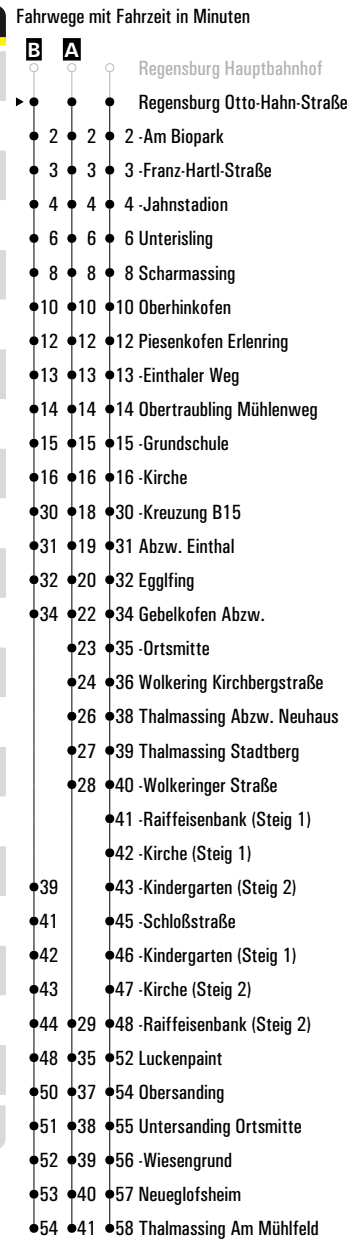 Fahrwege mit Fahrzeit in Minuten
B A
Regensburg Hauptbahnhof
Regensburg Otto-Hahn-Straße
2 2 2 -Am Biopark
3 3 3 -Franz-Hartl-Straße
4 4 4 -Jahnstadion
6 6 6 Unterisling
8 8 8 Scharmassing
10 10 10 Oberhinkofen
12 12 12 Piesenkofen Erlenring
13 13 13 -Einthaler Weg
14 14 14 Obertraubling Mühlenweg
15 15 15 -Grundschule
16 16 16 -Kirche
30 18 30 -Kreuzung B15
31 19 31 Abzw. Einthal
32 20 32 Egglfing
34 22 34 Gebelkofen Abzw.
23 35 -Ortsmitte
24 36 Wolkering Kirchbergstraße
26 38 Thalmassing Abzw. Neuhaus
27 39 Thalmassing Stadtberg
28 40 -Wolkeringer Straße
41 -Raiffeisenbank (Steig 1)
42 -Kirche (Steig 1)
39 43 -Kindergarten (Steig 2)
41 45 -Schloßstraße
42 46 -Kindergarten (Steig 1)
43 47 -Kirche (Steig 2)
44 29 48 -Raiffeisenbank (Steig 2)
48 35 52 Luckenpaint
50 37 54 Obersanding
51 38 55 Untersanding Ortsmitte
52 39 56 -Wiesengrund
53 40 57 Neueglofsheim
54 41 58 Thalmassing Am Mühlfeld